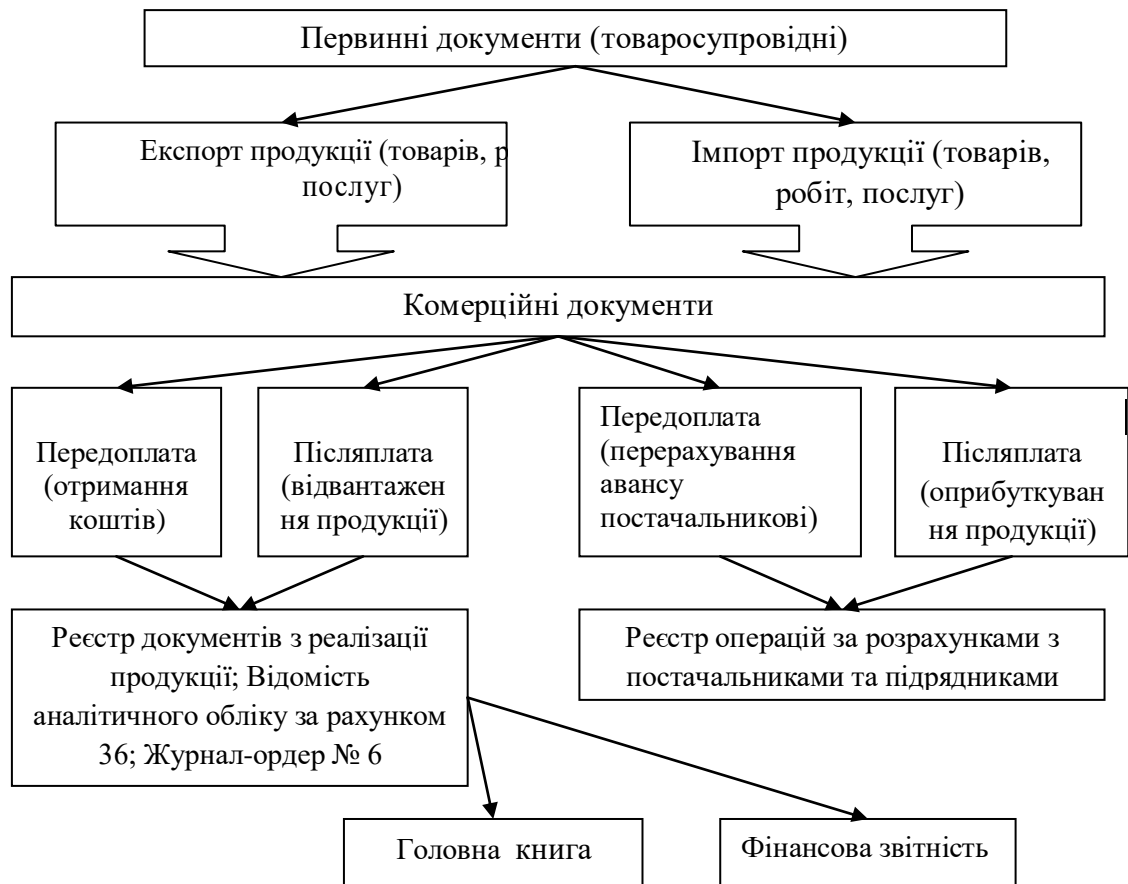 Первинні документи (товаросупровідні)
Експорт продукції (товарів, р
послуг)
Імпорт продукції (товарів,
робіт, послуг)
Комерційні документи
Передоплата
(отримання
коштів)
Післяплата
(відвантажен
ня продукції)
Передоплата
(перерахування
авансу
постачальникові)
Післяплата
(оприбуткуван
ня продукції)
Реєстр документів з реалізації
продукції; Відомість
аналітичного обліку за рахунком
36; Журнал-ордер № 6
Реєстр операцій за розрахунками з
постачальниками та підрядниками
Головна книга
Фінансова звітність